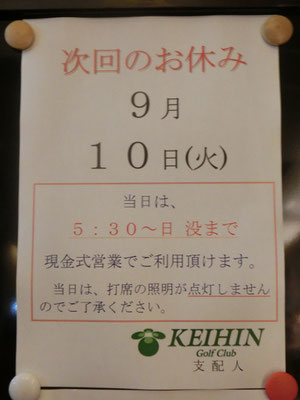 次回のお休み
9月
10日(火)
当日は、
5:30〜日 没まで
現金式営業でご利用頂けます。
当日は、打席の照明が点灯しません
のでご了承ください。
KEIHIN
Golf Club
支配人